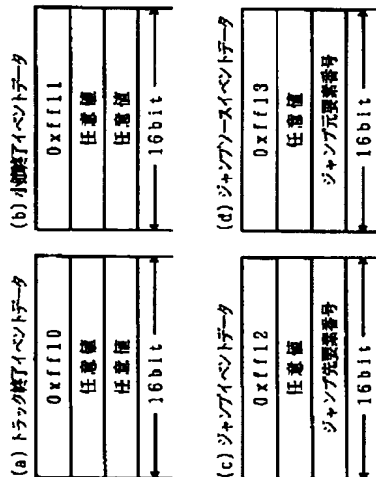 (a) トラック終了イベントデータ
0xff10
任意値
任意値
16bit
(b) 小節終了イベントデータ
0xff11
任意値
任意値
16bit
(c) ジャンプイベントデータ
0xff12
任意値
ジャンプ先要素番号
16bit
(d) ジャンプソースイベントデータ
0xff13
任意値
ジャンプ元要素番号
16bit